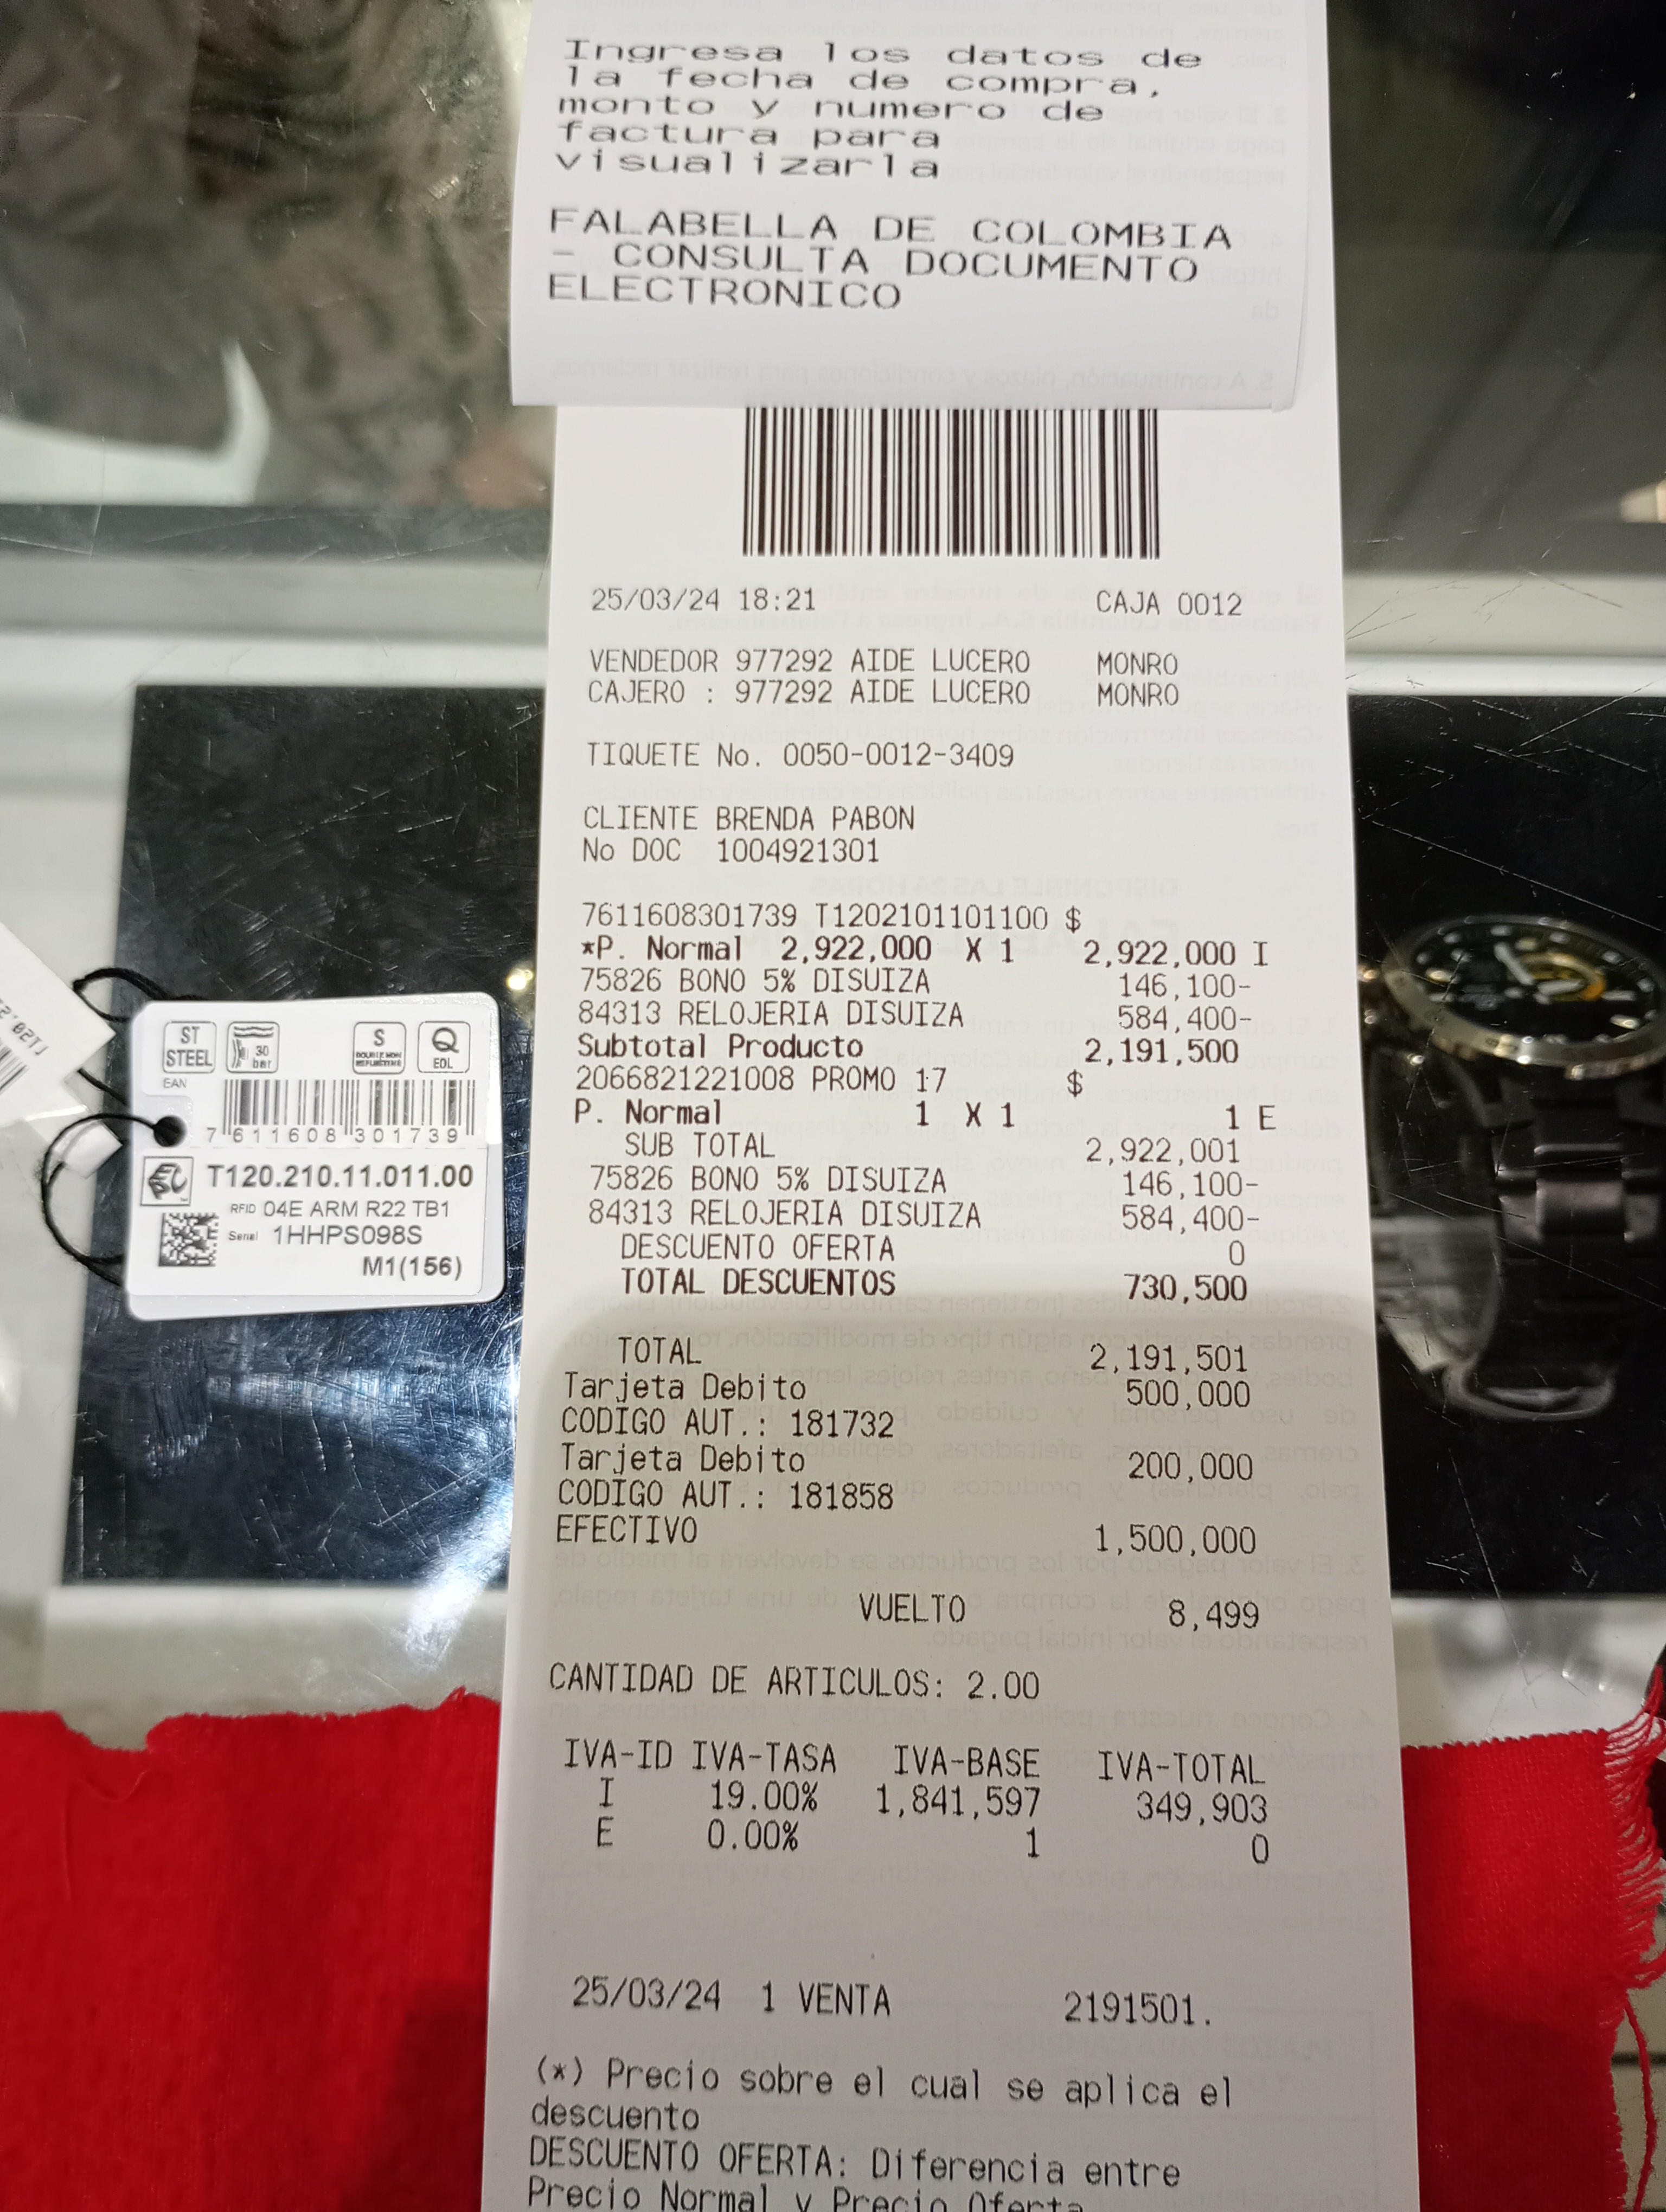 Ingresa los datos de
la fecha de compra,
monto y numero de
factura para
visualizarla
FALABELLA DE COLOMBIA
- CONSULTA DOCUMENTO
ELECTRONICO
25/03/24 18:21 CAJA 0012
VENDEDOR 977292 AIDE LUCERO MONRO
CAJERO : 977292 AIDE LUCERO MONRO
TIQUETE No. 0050-0012-3409
CLIENTE BRENDA PABON
No DOC 1004921301
7611608301739 T1202101101100 $
*P. Normal 2,922,000 X 1 2,922,000 I
75826 BONO 5% DISUIZA 146,100-
84313 RELOJERIA DISUIZA 584,400-
Subtotal Producto 2,191,500
2066821221008 PROMO 17 $
P. Normal 1 X 1 1 E
SUB TOTAL 2,922,001
75826 BONO 5% DISUIZA 146,100-
84313 RELOJERIA DISUIZA 584,400-
DESCUENTO OFERTA 0
TOTAL DESCUENTOS 730,500
TOTAL 2,191,501
Tarjeta Debito 500,000
CODIGO AUT.: 181732
Tarjeta Debito 200,000
CODIGO AUT.: 181858
EFECTIVO 1,500,000
VUELTO 8,499
CANTIDAD DE ARTICULOS: 2.00
IVA-ID IVA-TASA IVA-BASE IVA-TOTAL
I 19.00% 1,841,597 349,903
E 0.00% 1 0
25/03/24 1 VENTA 2191501.
(*) Precio sobre el cual se aplica el
descuento
DESCUENTO OFERTA: Diferencia entre
Precio Normal y Precio Oferta
ST STEEL
30 bar
S
Q EOL
EAN
7 611608 301739
T120.210.11.011.00
RFID 04E ARM R22 TB1
Serial 1HHPS098S
M1(156)